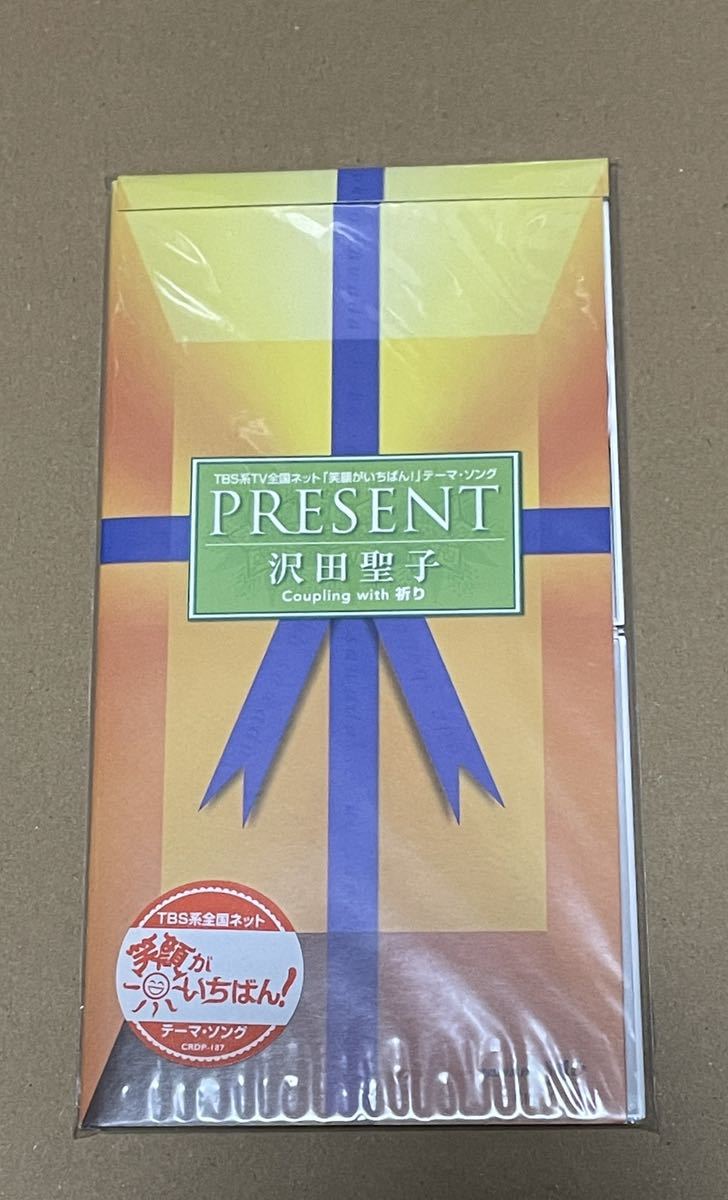 TBS系TV全国ネット「笑顔がいちばん!」テーマ・ソング
PRESENT
沢田聖子
Coupling with 祈り
TBS系全国ネット
笑顔が
いちばん!
テーマ・ソング
CRDP-187